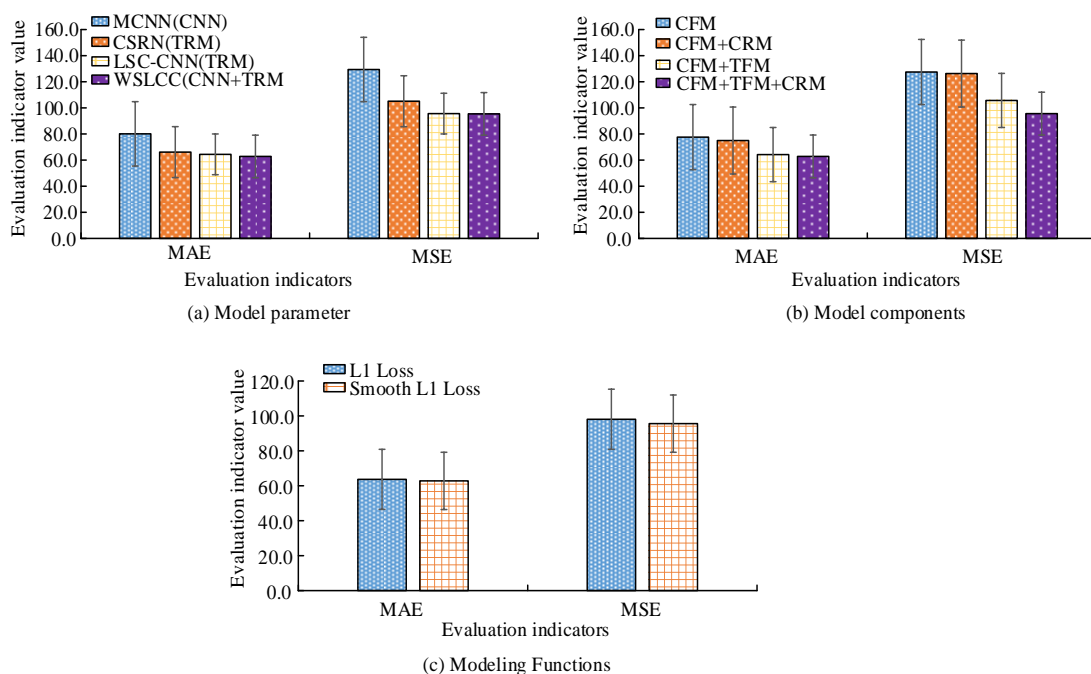 Evaluation indicator value
160.0
140.0
120.0
100.0
80.0
60.0
40.0
20.0
0.0
MCNN(CNN)
CSRN(TRM)
LSC-CNN(TRM)
WSLCC(CNN+TRM
MAE
MSE
Evaluation indicators
(a) Model parameter
Evaluation indicator value
160.0
140.0
120.0
100.0
80.0
60.0
40.0
20.0
0.0
CFM
CFM+CRM
CFM+TFM
CFM+TFM+CRM
MAE
MSE
Evaluation indicators
(b) Model components
Evaluation indicator value
120.0
100.0
80.0
60.0
40.0
20.0
0.0
L1 Loss
Smooth L1 Loss
MAE
MSE
Evaluation indicators
(c) Modeling Functions